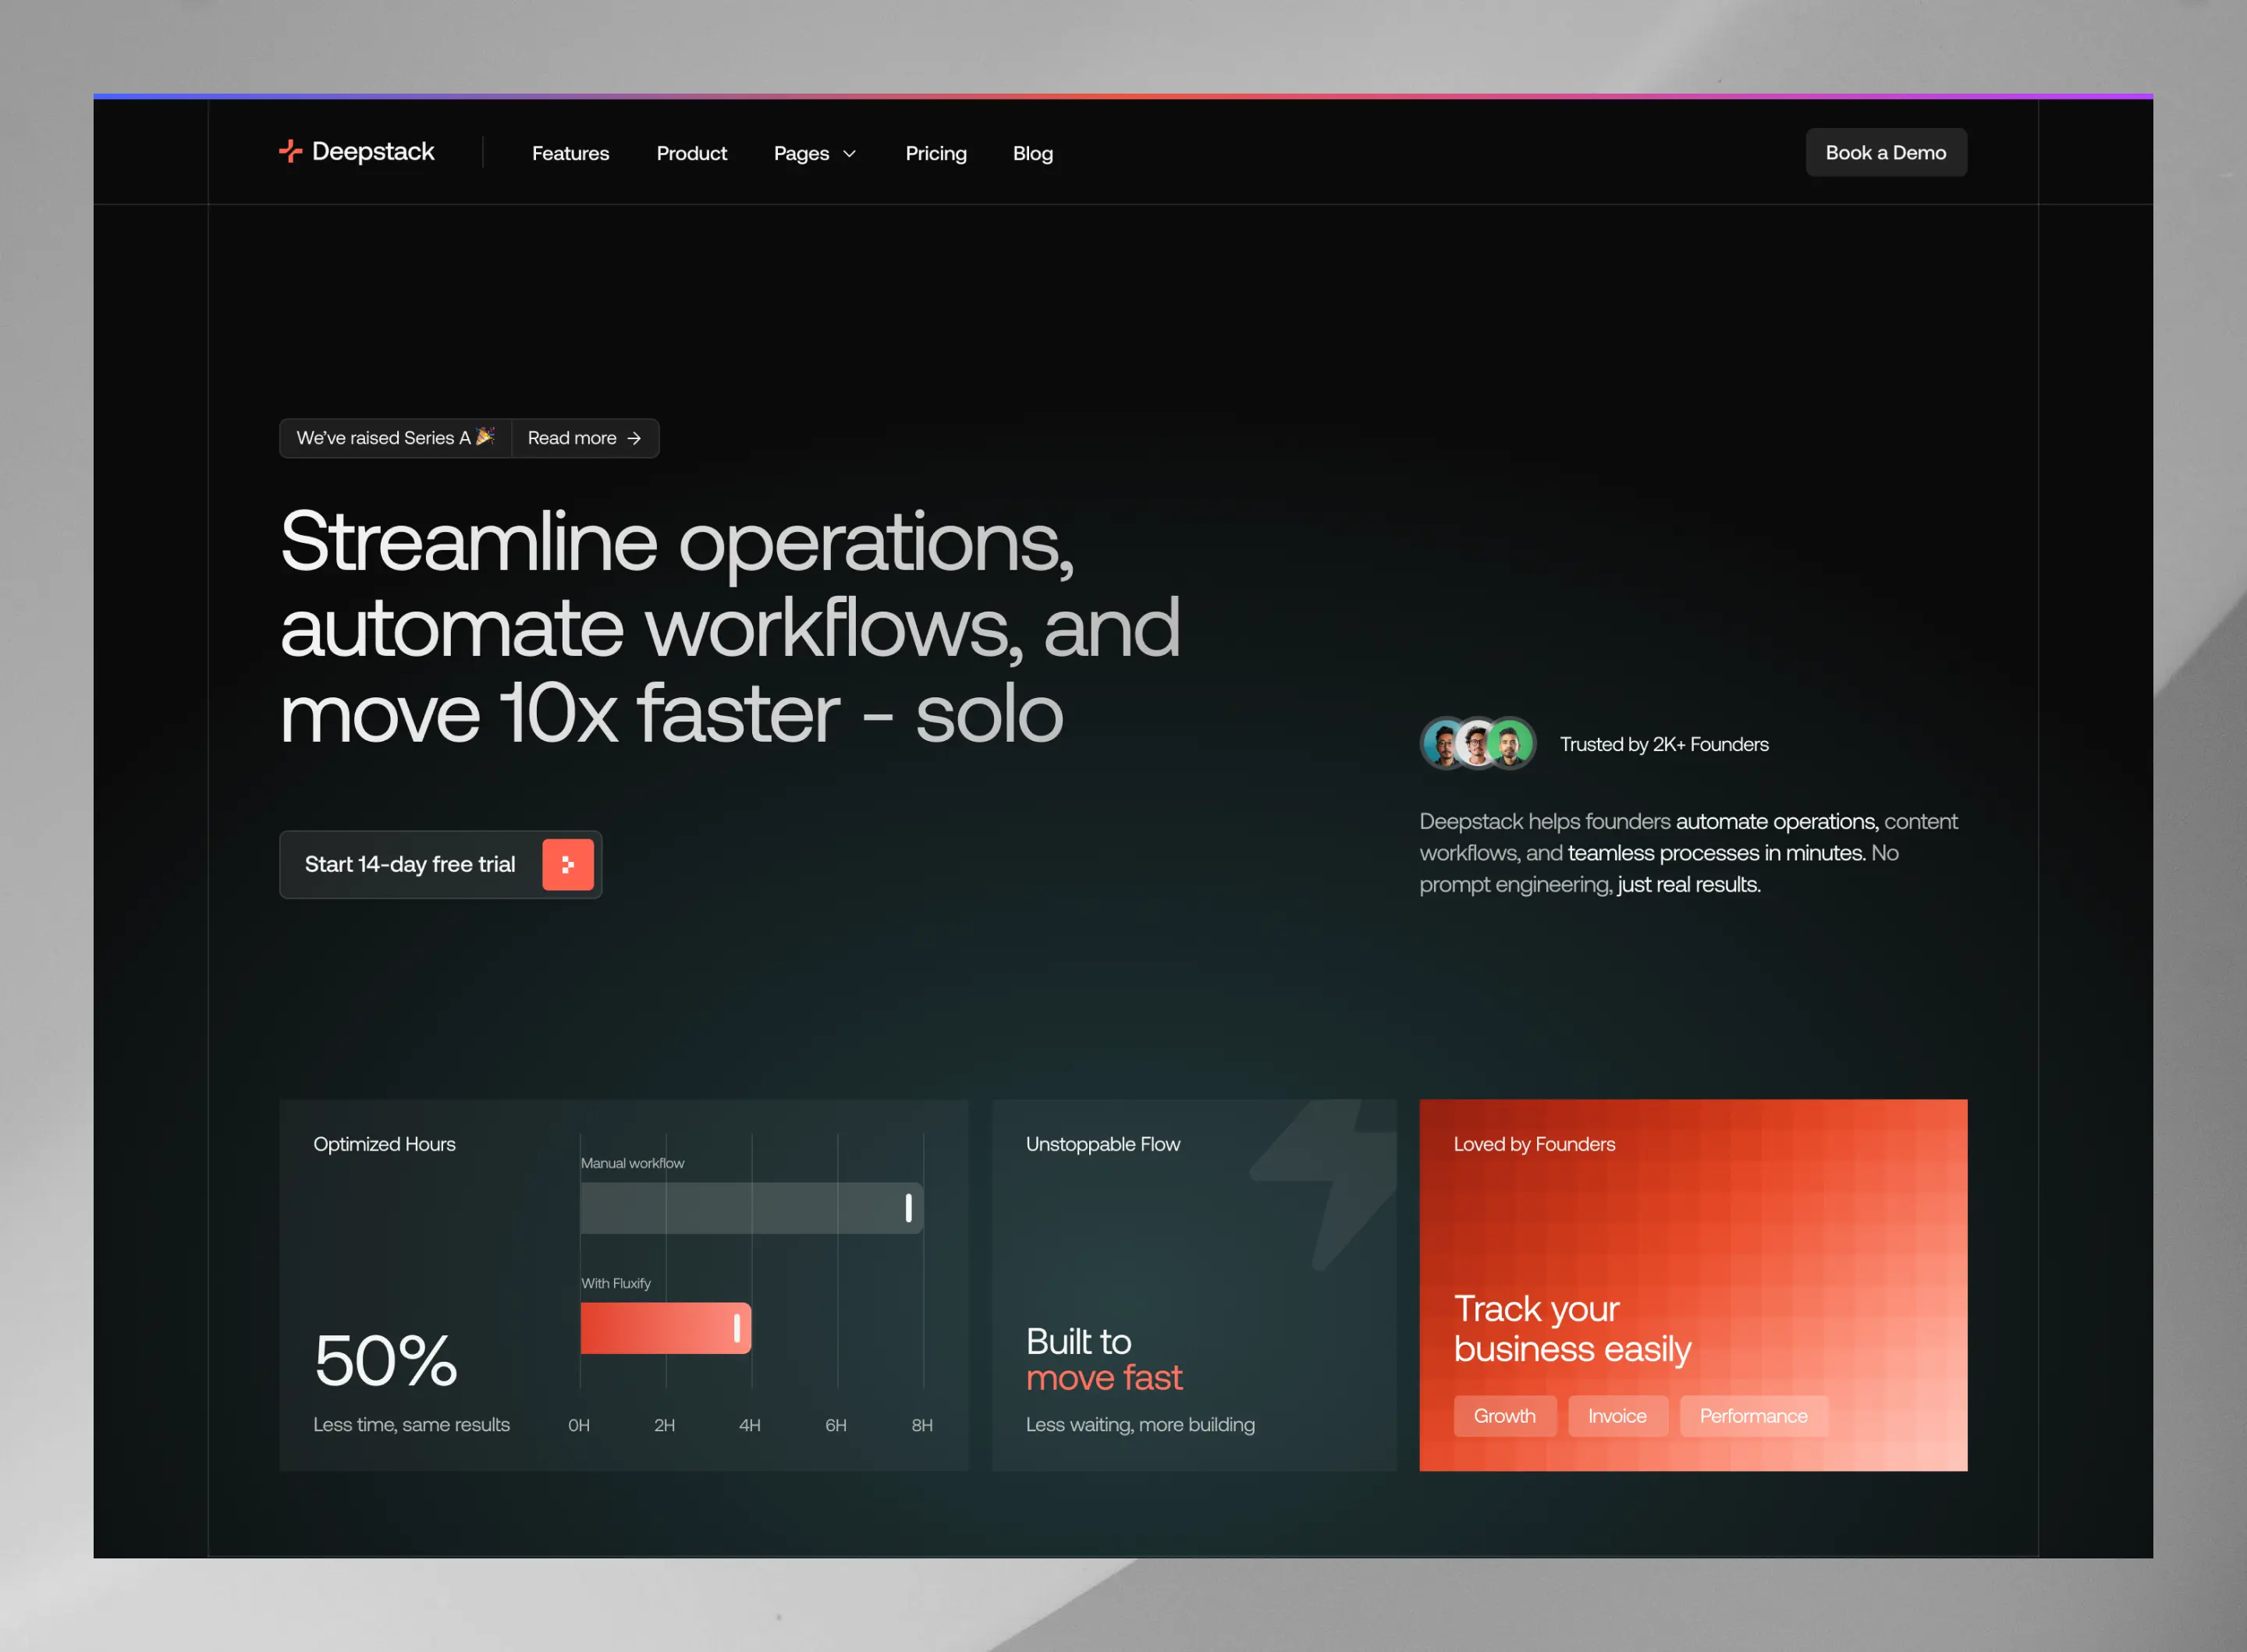 Deepstack
Features
Product
Pages
Pricing
Blog
Book a Demo
We’ve raised Series A 🎉
Read more →
Streamline operations,
automate workflows, and
move 10x faster - solo
Start 14-day free trial
Trusted by 2K+ Founders
Deepstack helps founders automate operations, content
workflows, and teamless processes in minutes. No
prompt engineering, just real results.
Optimized Hours
50%
Less time, same results
Manual workflow
With Fluxify
0H
2H
4H
6H
8H
Unstoppable Flow
Built to
move fast
Less waiting, more building
Loved by Founders
Track your
business easily
Growth
Invoice
Performance